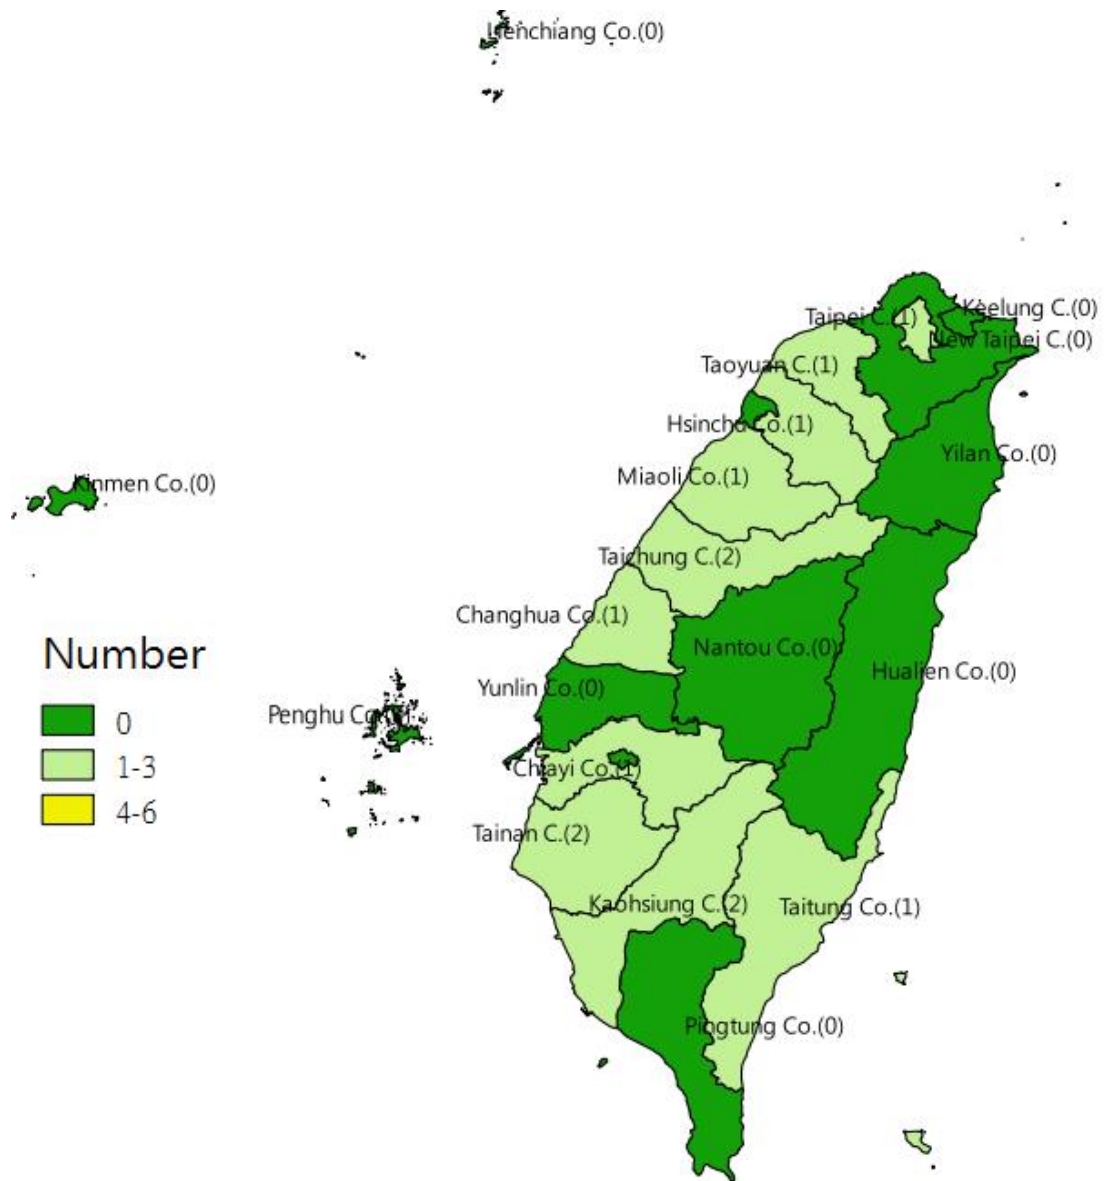 Lienchiang Co.(0)
Keelung C.(0)
Taipei C.(1)
New Taipei C.(0)
Taoyuan C.(1)
Hsinchu Co.(1)
Yilan Co.(0)
Miaoli Co.(1)
Kinmen Co.(0)
Taichung C.(2)
Changhua Co.(1)
Nantou Co.(0)
Hualien Co.(0)
Number
0
1-3
4-6
Yunlin Co.(0)
Penghu
Chiayi Co.(1)
Tainan C.(2)
Kaohsiung C.(2)
Taitung Co.(1)
Pingtung Co.(0)